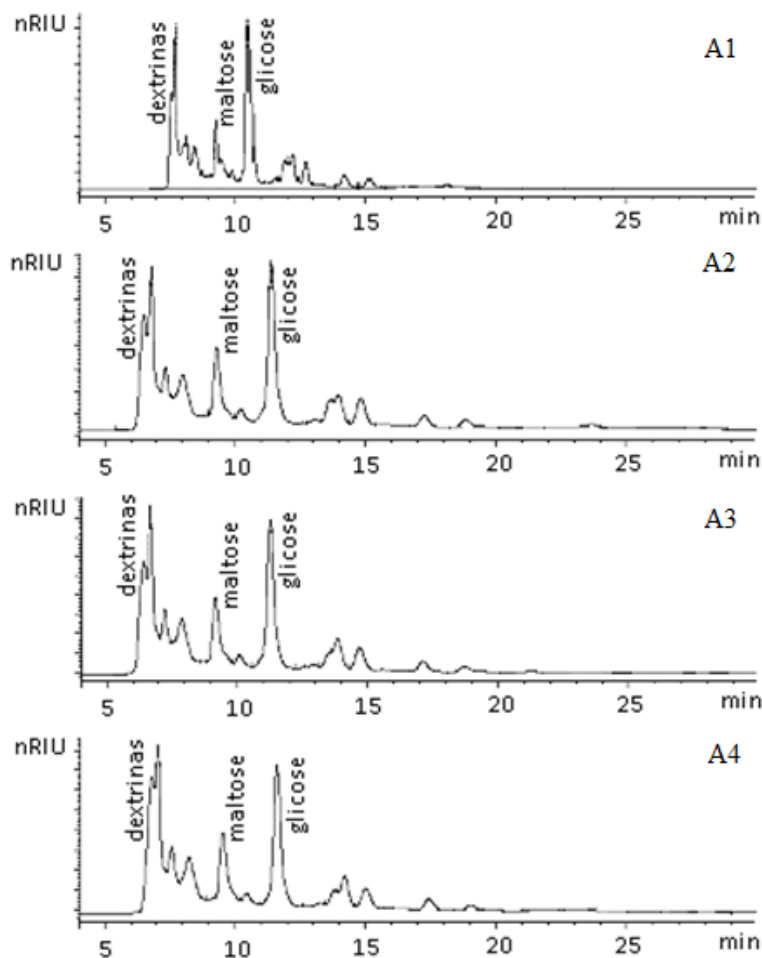 nRIU
dextrinas
maltose
glicose
A1
5 10 15 20 25 min
nRIU
dextrinas
maltose
glicose
A2
5 10 15 20 25 min
nRIU
dextrinas
maltose
glicose
A3
5 10 15 20 25 min
nRIU
dextrinas
maltose
glicose
A4
5 10 15 20 25 min